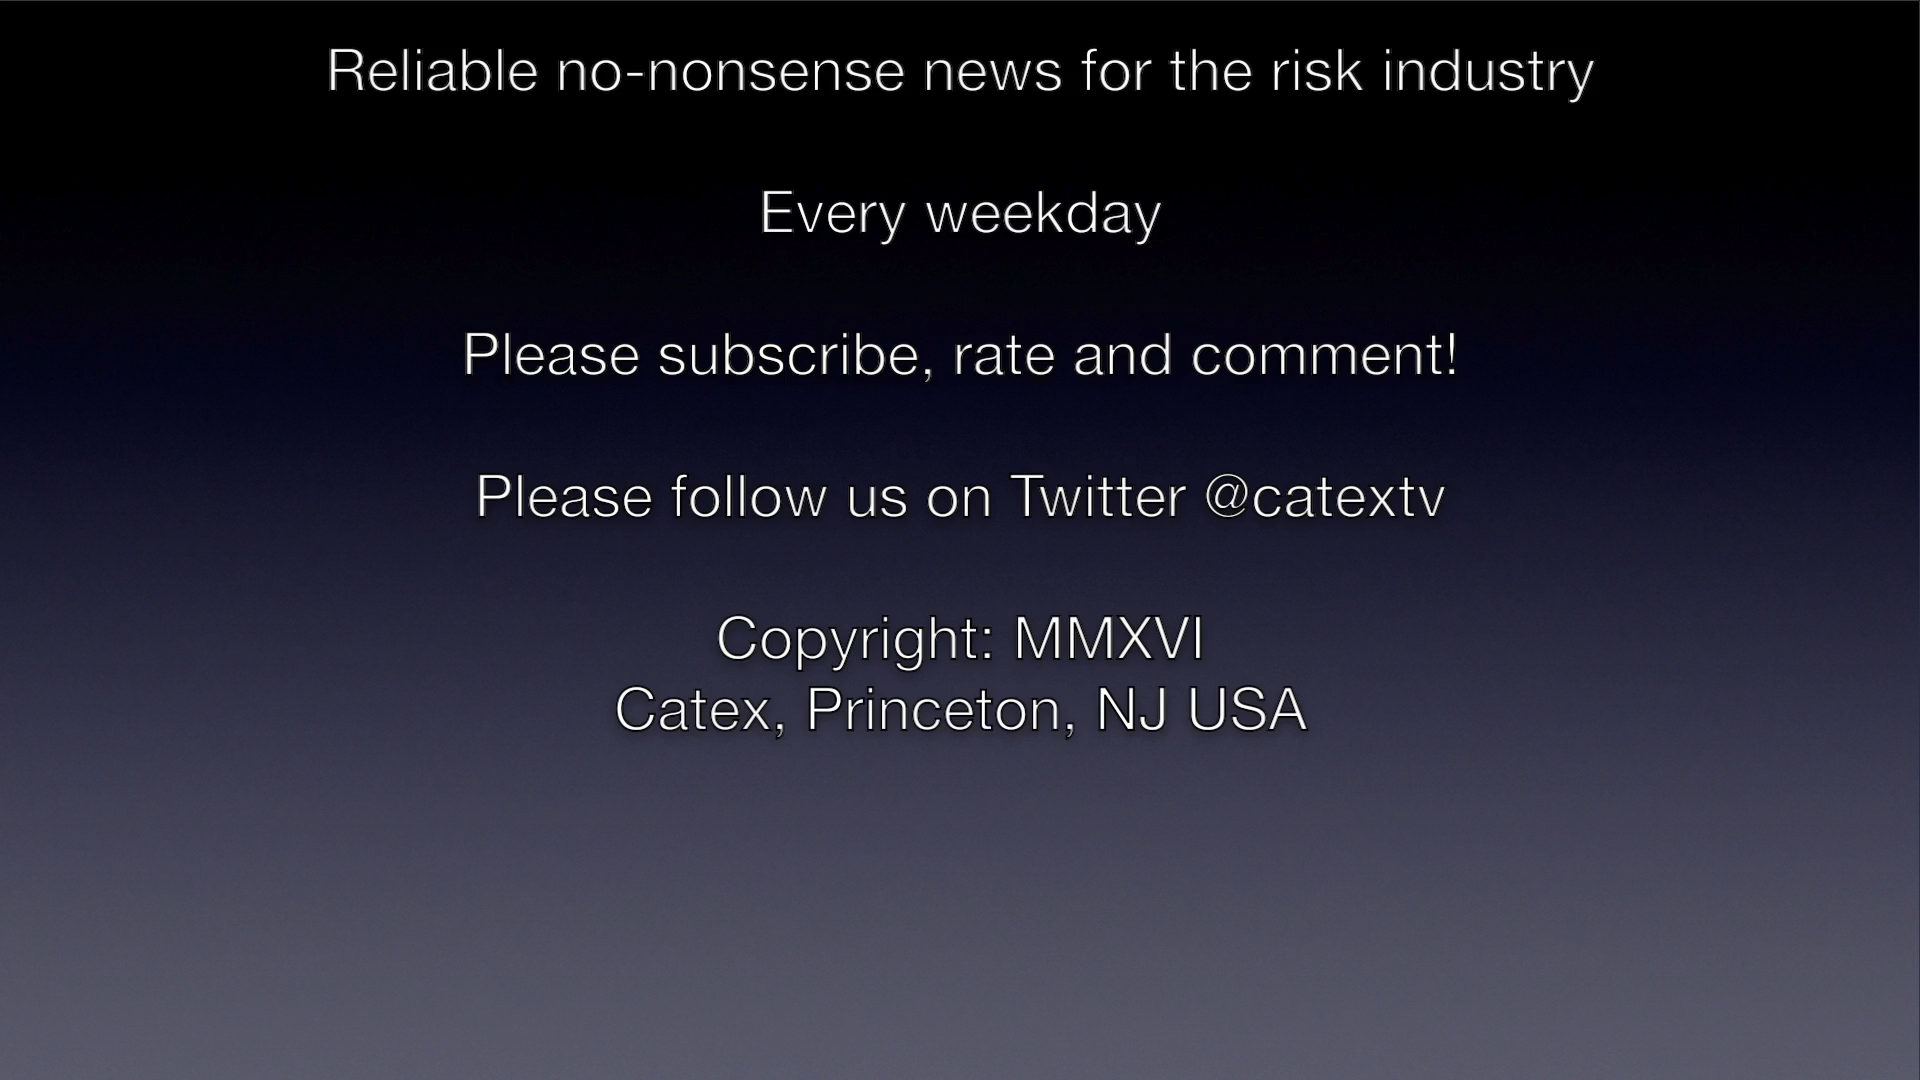 Reliable no-nonsense news for the risk industry
Every weekday
Please subscribe, rate and comment!
Please follow us on Twitter @catextv
Copyright: MMXVI
Catex, Princeton, NJ USA